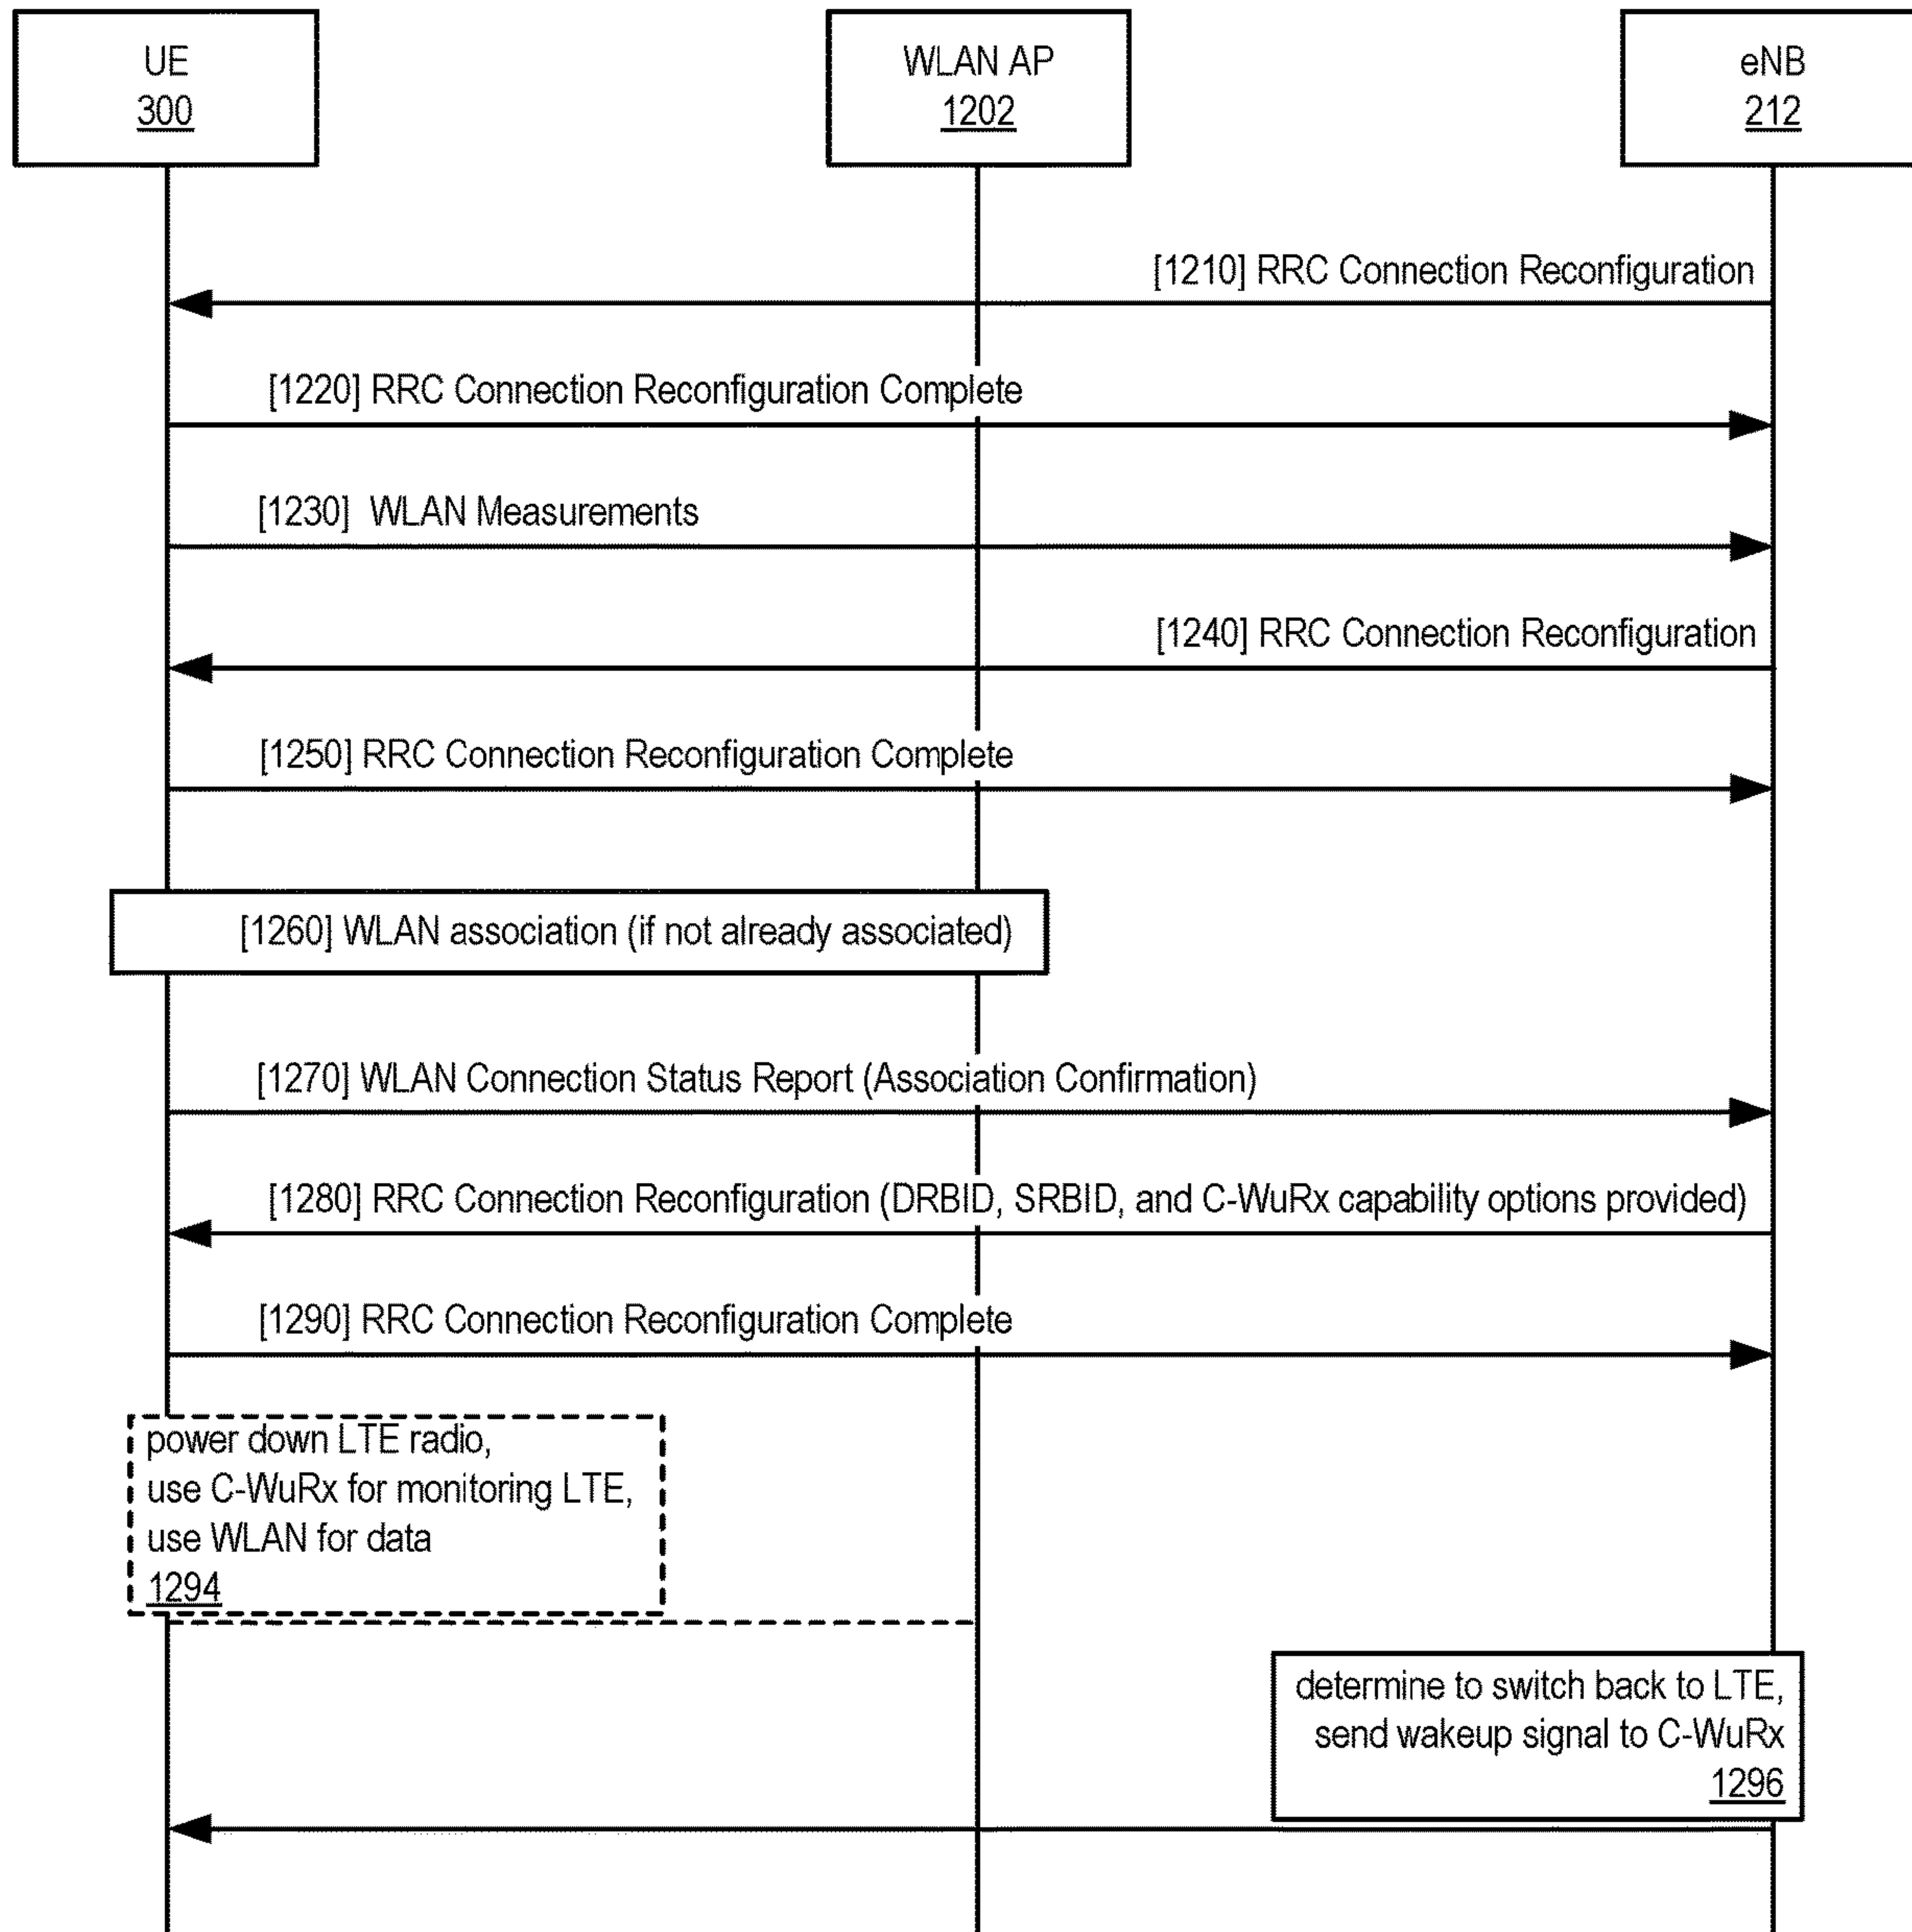 UE
300
WLAN AP
1202
eNB
212
[1210] RRC Connection Reconfiguration
[1220] RRC Connection Reconfiguration Complete
[1230] WLAN Measurements
[1240] RRC Connection Reconfiguration
[1250] RRC Connection Reconfiguration Complete
[1260] WLAN association (if not already associated)
[1270] WLAN Connection Status Report (Association Confirmation)
[1280] RRC Connection Reconfiguration (DRBID, SRBID, and C-WuRx capability options provided)
[1290] RRC Connection Reconfiguration Complete
power down LTE radio,
use C-WuRx for monitoring LTE,
use WLAN for data
1294
determine to switch back to LTE,
send wakeup signal to C-WuRx
1296